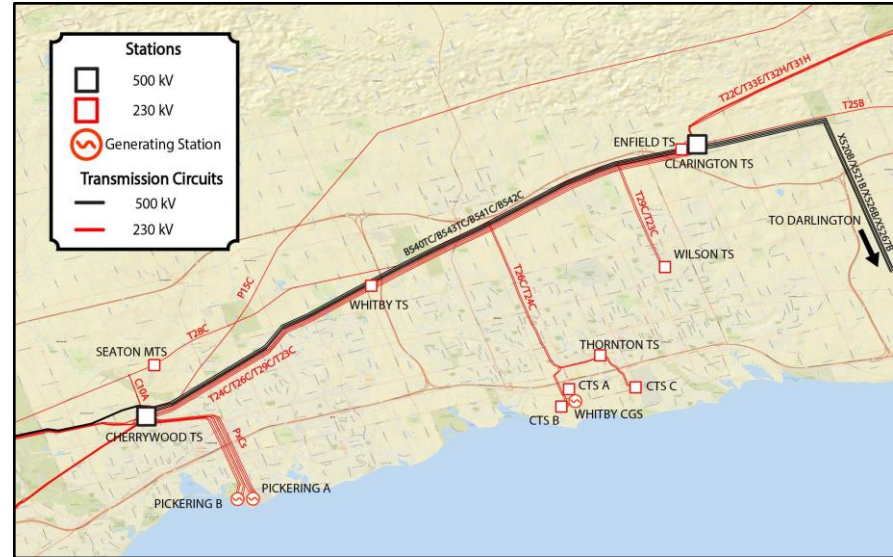 Stations
500 kV
230 kV
Generating Station
Transmission Circuits
500 kV
230 kV
T22C/T33E/T32H/T31H
T25B
ENFIELD TS
CLARINGTON TS
X520B/X521B/X526B/X5267B
TO DARLINGTON
B540TC/B543TC/B541C/B542C
T29C/T23C
WILSON TS
P15C
WHITBY TS
T26C/T24C
T28C
SEATON MTS
T24C/T26C/T29C/T23C
THORNTON TS
C10A
CTS A
CTS C
WHITBY CGS
CTS B
CHERRYWOOD TS
PxCs
PICKERING A
PICKERING B